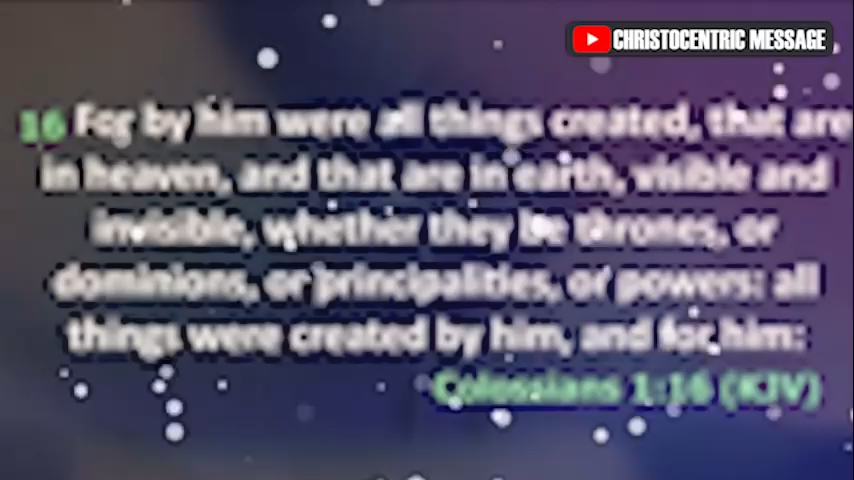 CHRISTOCENTRIC MESSAGE
16 For by him were all things created, that are
in heaven, and that are in earth, visible and
invisible, whether they be thrones, or
dominions, or principalities, or powers: all
things were created by him, and for him:
Colossians 1:16 (KJV)